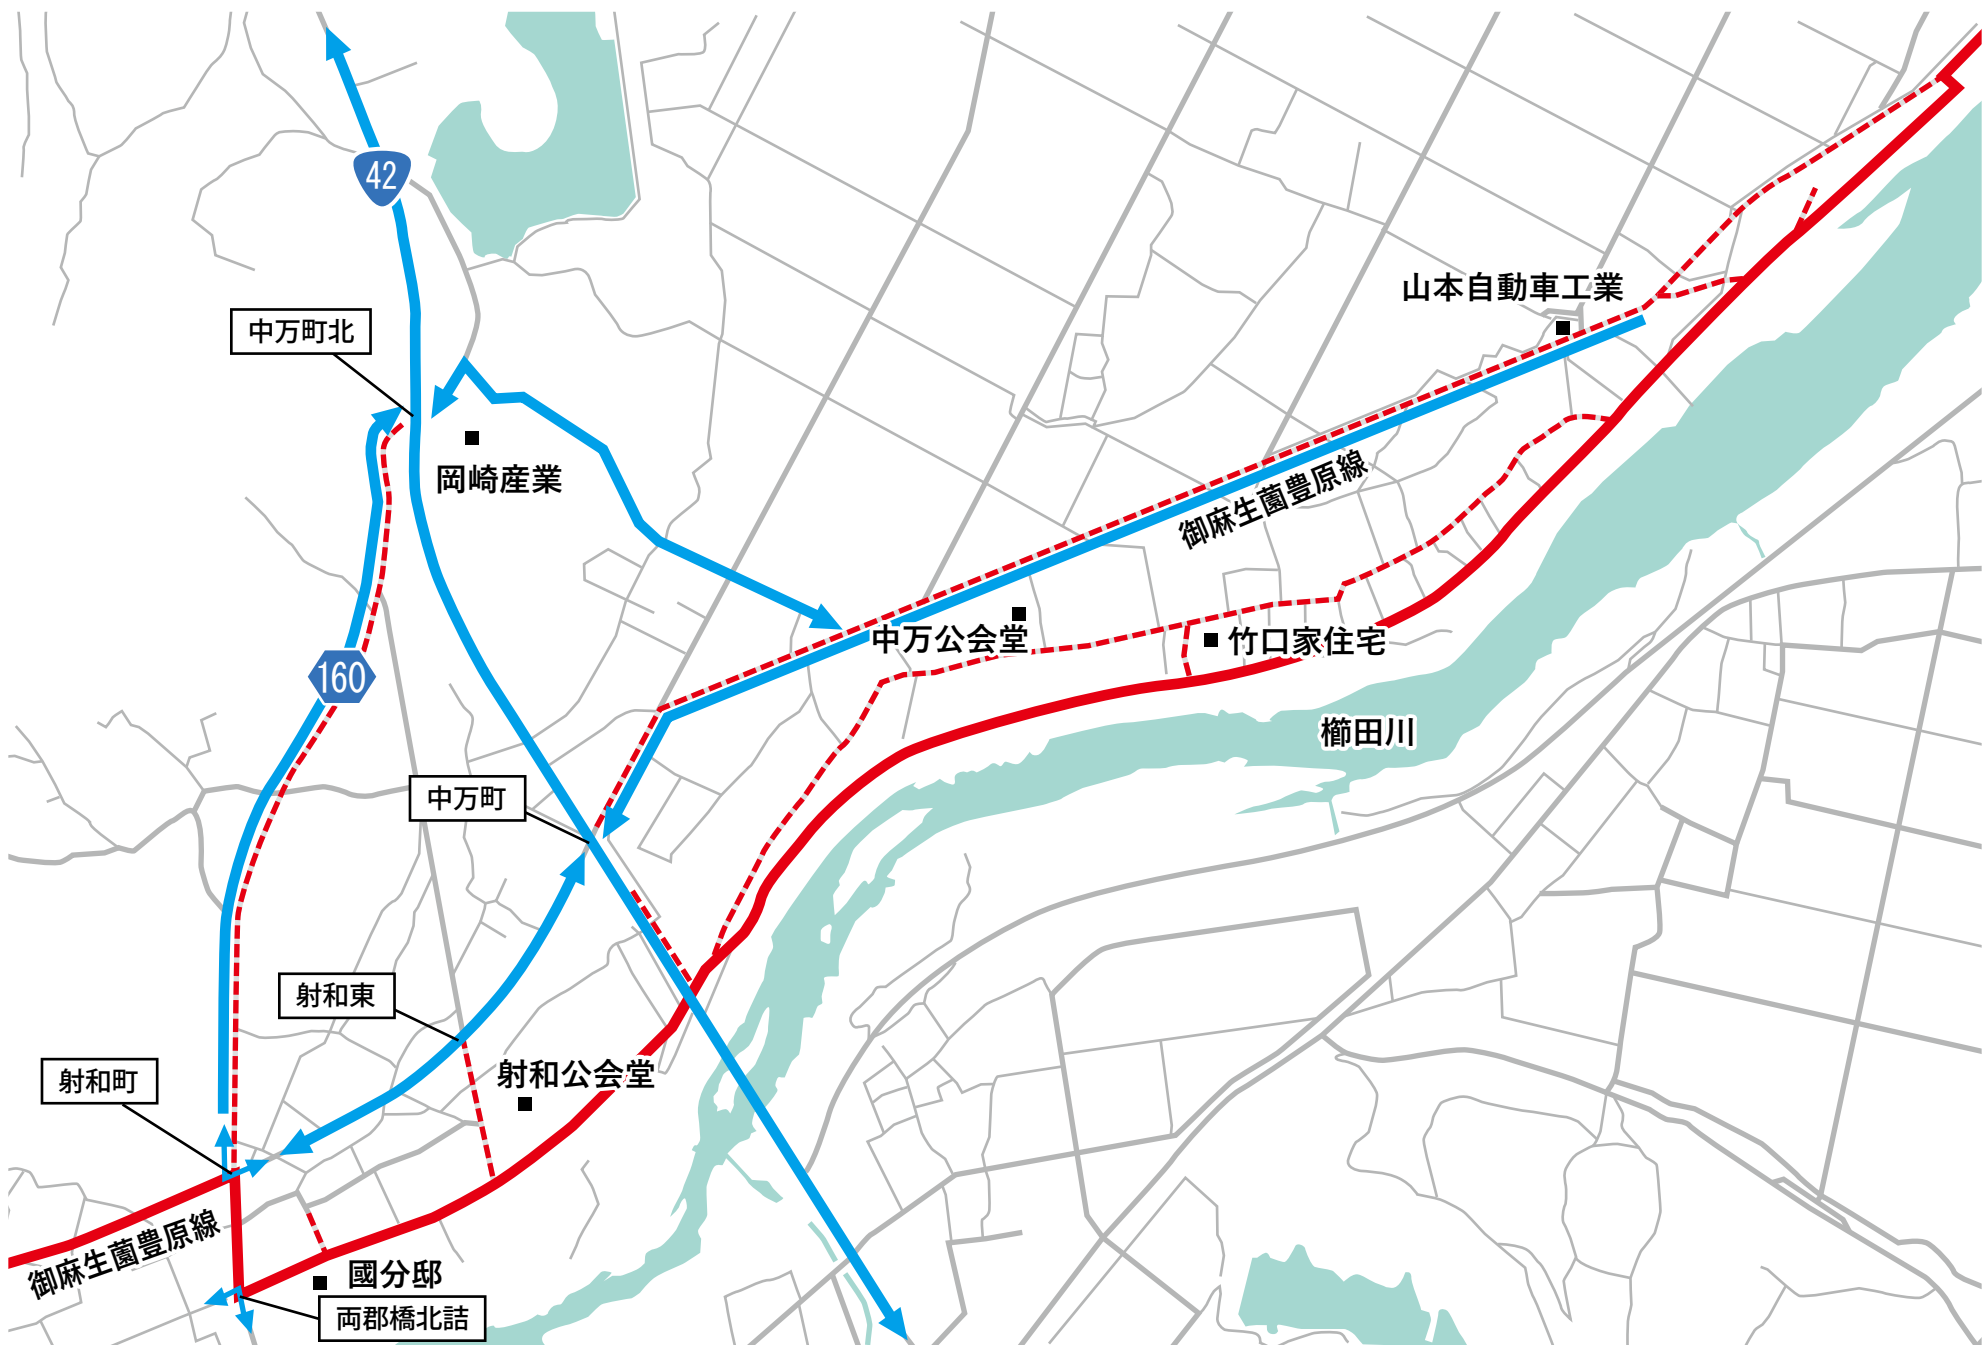 42
山本自動車工業
中万町北
岡崎産業
御麻生薗豊原線
中万公会堂
竹口家住宅
160
櫛田川
中万町
射和東
射和公会堂
射和町
御麻生薗豊原線
國分邸
両郡橋北詰